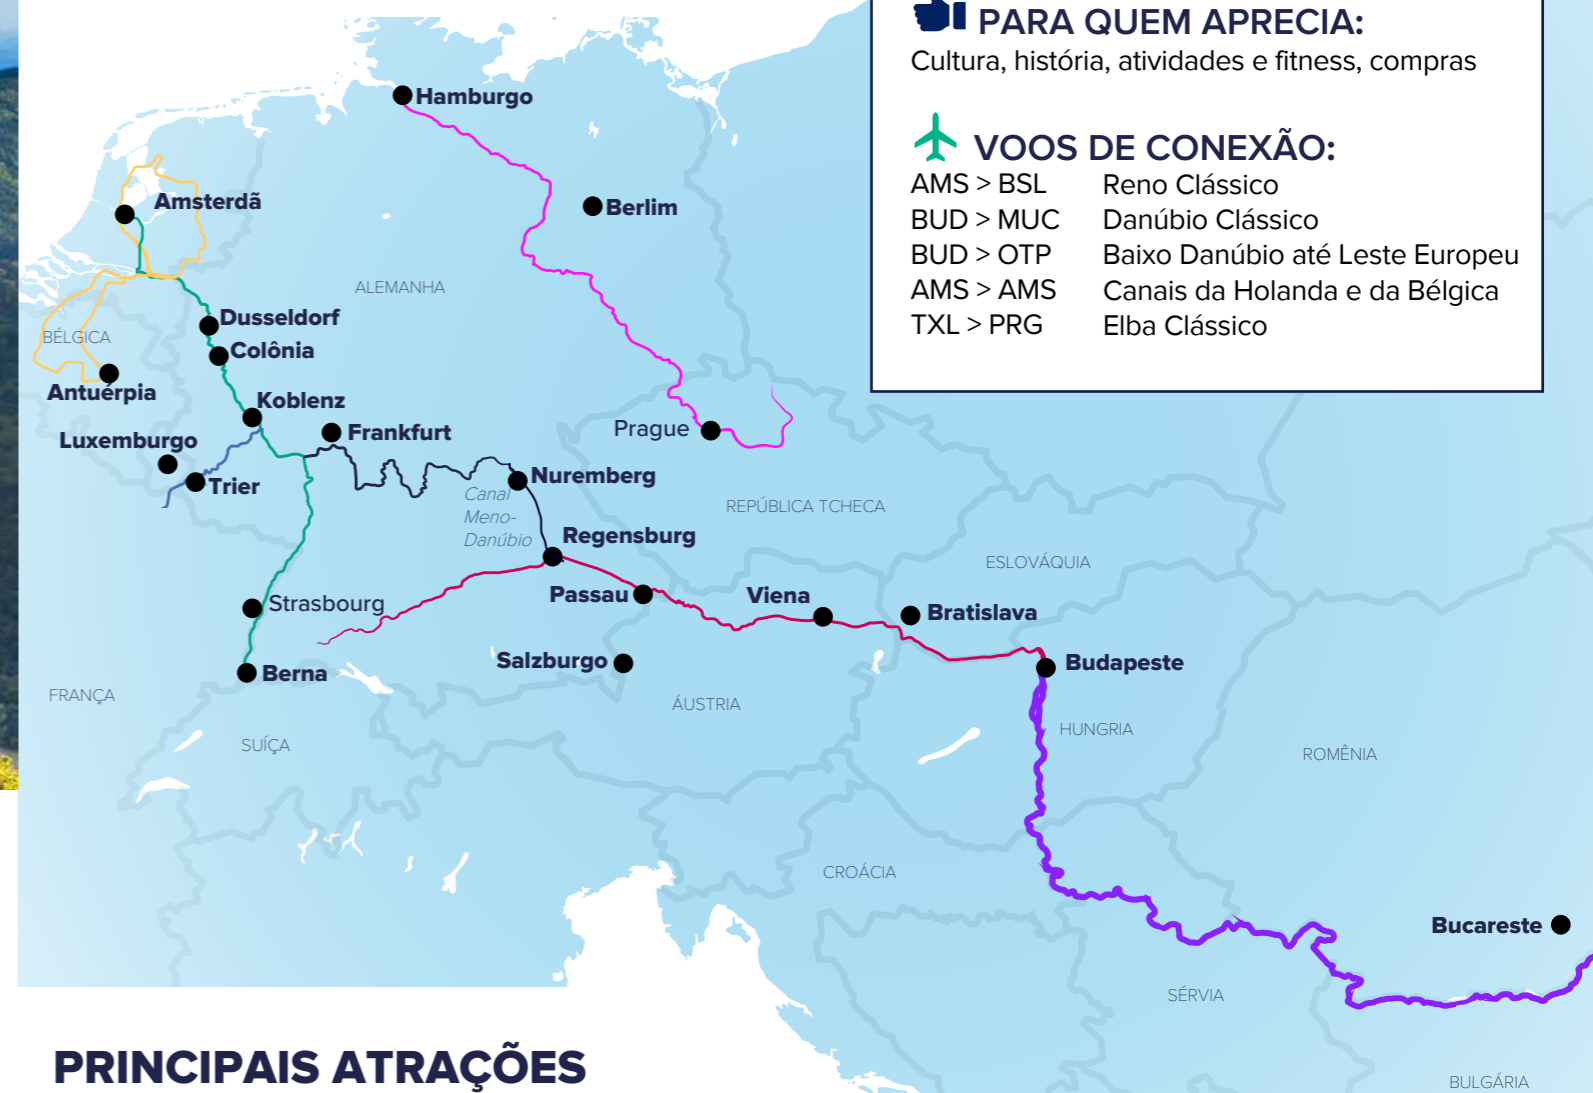 PARA QUEM APRECIA:
Cultura, história, atividades e fitness, compras
VOOS DE CONEXÃO:
AMS > BSL Reno Clássico
BUD > MUC Danúbio Clássico
BUD > OTP Baixo Danúbio até Leste Europeu
AMS > AMS Canais da Holanda e da Bélgica
TXL > PRG Elba Clássico
Hamburgo
Amsterdã
Berlim
ALEMANHA
Dusseldorf
BÉLGICA
Colônia
Antuérpia
Koblenz
Prague
Frankfurt
Luxemburgo
Nuremberg
Trier
Canal
Meno-
Danúbio
REPÚBLICA TCHECA
Regensburg
ESLOVÁQUIA
Passau
Viena
Strasbourg
Bratislava
Salzburgo
Budapeste
Berna
FRANÇA
ÁUSTRIA
HUNGRIA
SUÍÇA
ROMÊNIA
CROÁCIA
Bucareste
SÉRVIA
PRINCIPAIS ATRAÇÕES
BULGÁRIA